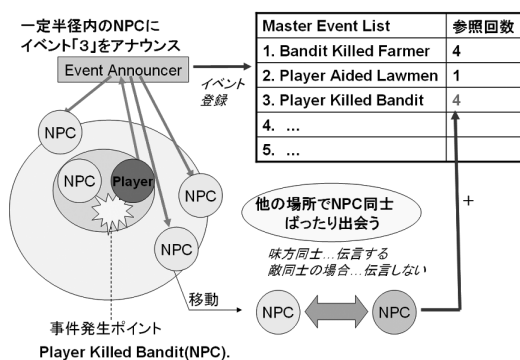 一定半径内のNPCに
イベント「3」をアナウンス
Event Announcer
イベント
登録
Master Event List 参照回数
1. Bandit Killed Farmer 4
2. Player Aided Lawmen 1
3. Player Killed Bandit 4
4. …
5. …
NPC
NPC
Player
NPC
NPC
他の場所でNPC同士
ばったり出会う
+
味方同士…伝言する
敵同士の場合…伝言しない
移動
NPC
NPC
事件発生ポイント
Player Killed Bandit(NPC).